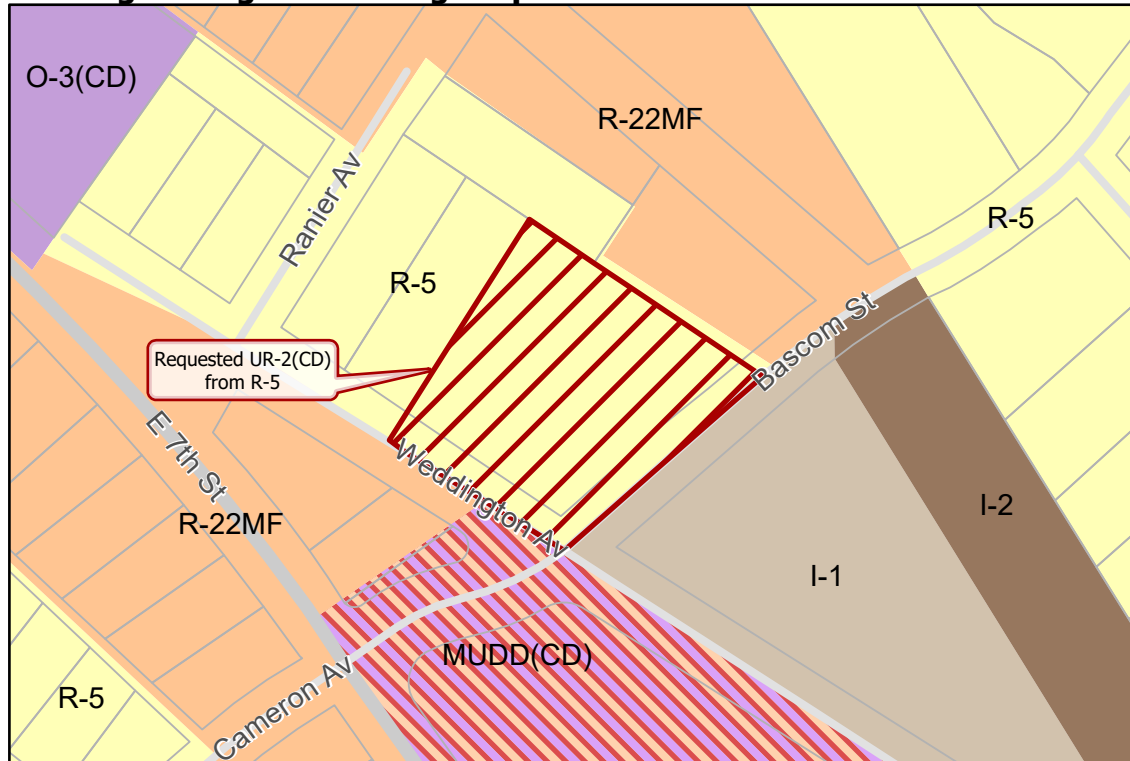 O-3(CD)
R-22MF
Ranier Av
R-5
R-5
Requested UR-2(CD)
from R-5
Bascom St
E 7th St
Weddington Av
R-22MF
I-2
I-1
MUDD(CD)
R-5
Cameron Av